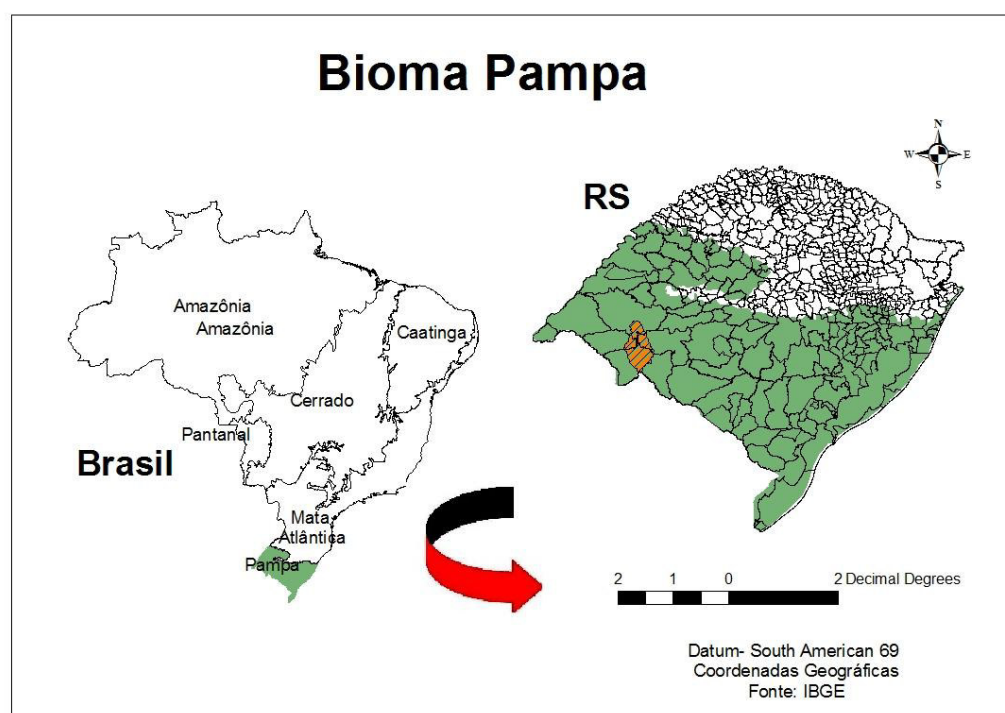 Bioma Pampa
N
W
E
S
RS
Amazônia
Amazônia
Caatinga
Cerrado
Pantanal
Brasil
Mata
Atlântica
Pampa
2 1 0 2 Decimal Degrees
Datum- South American 69
Coordenadas Geográficas
Fonte: IBGE